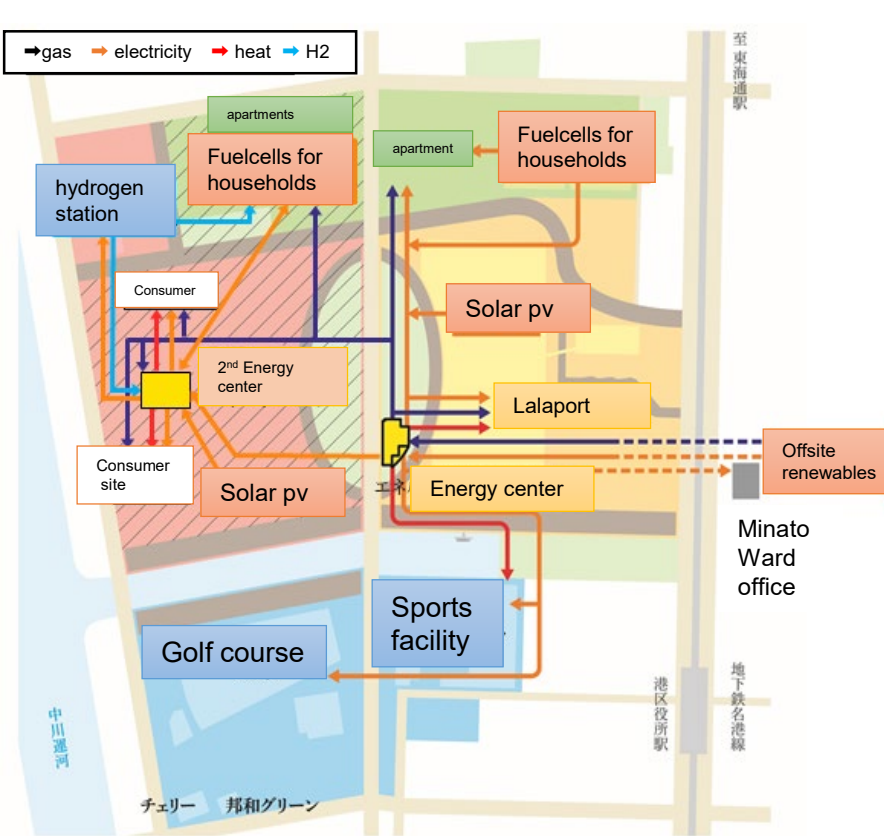 gas
electricity
heat
H2
至 東海通駅
apartments
Fuelcells for
households
apartment
Fuelcells for
households
hydrogen
station
Consumer
Solar pv
2nd Energy
center
Lalaport
Consumer
site
Solar pv
エネル
Energy center
Offsite
renewables
Minato
Ward
office
Sports
facility
Golf course
港区役所駅
地下鉄名港線
中川運河
チェリー 邦和グリーン